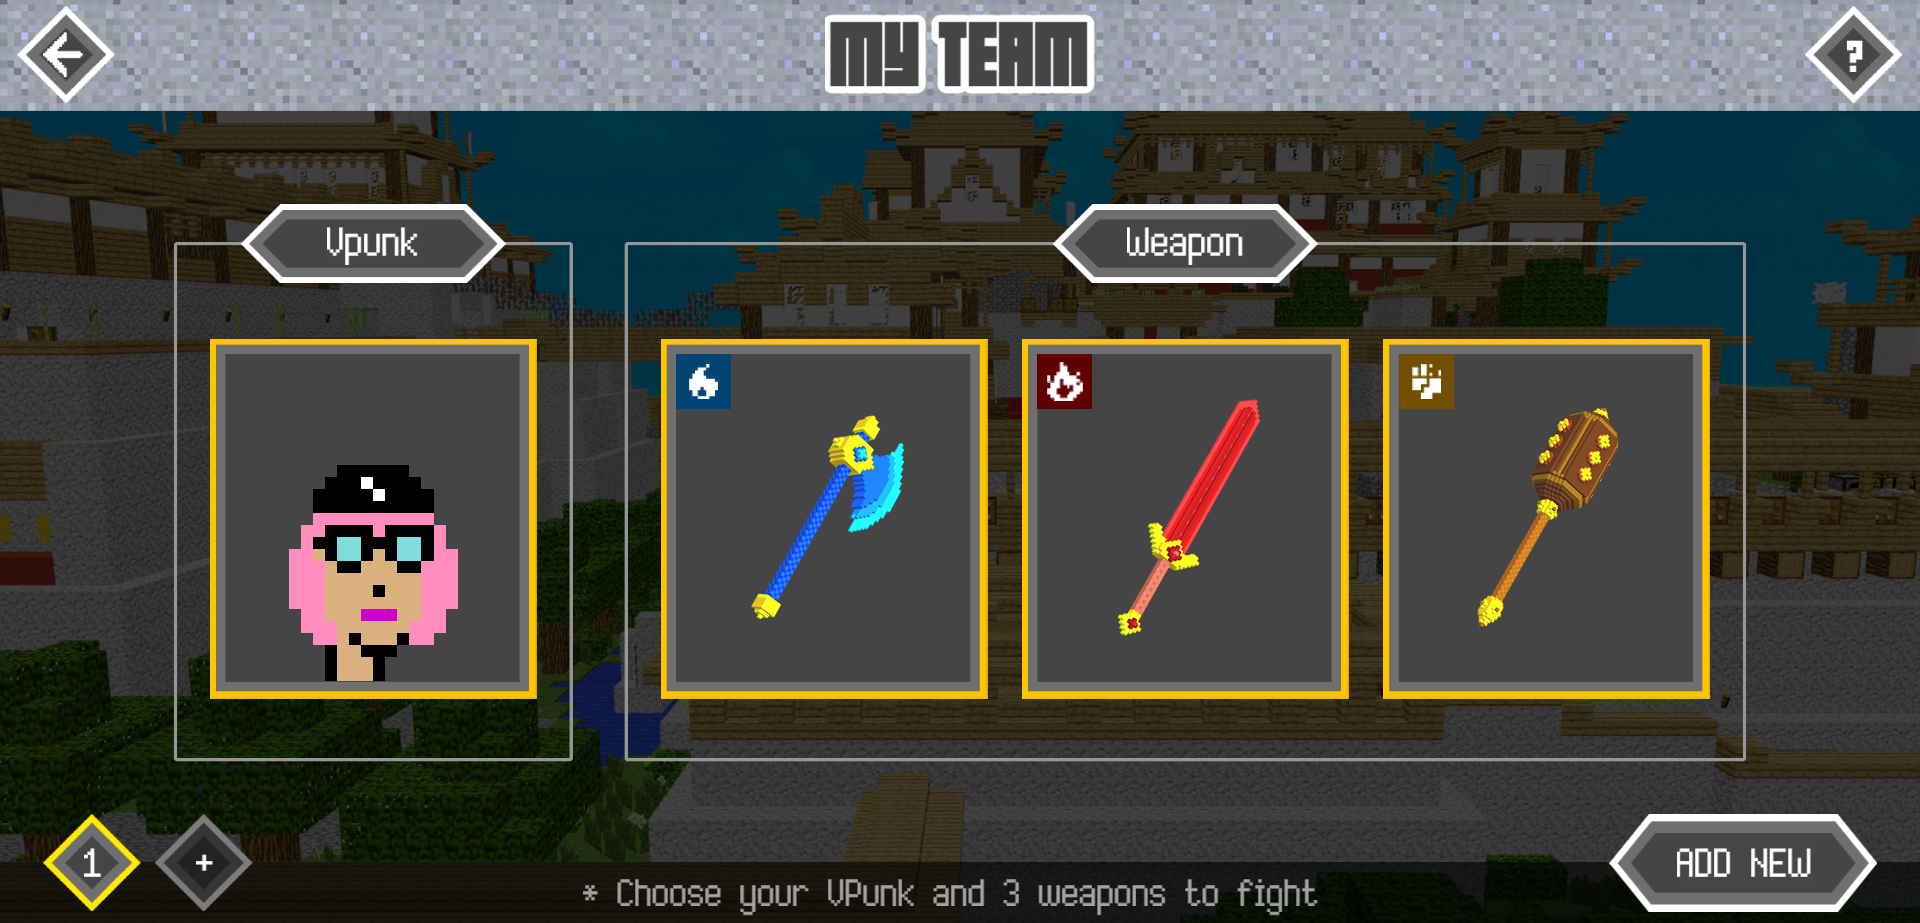 MY TEAM
?
Vpunk
Weapon
1
+
ADD NEW
* Choose your VPunk and 3 weapons to fight